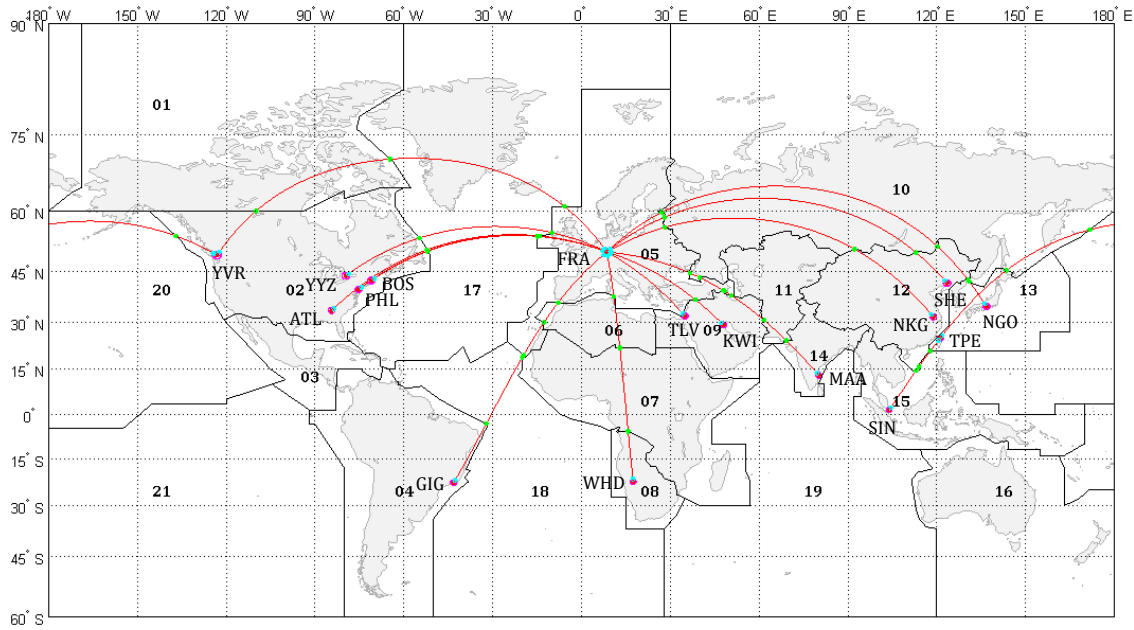 180° W 150° W 120° W 90° W 60° W 30° W 0° 30° E 60° E 90° E 120° E 150° E 180° E
90° N
01
75° N
10
60° N
05
FRA
YVR
YYZ BOS
45° N
20 02 PHL 17 11 12 SHE 13
ATL TLV 09 NKG NGO
30° N
06 KWI TPE
14
03 MAA
15° N
07 15
0°
SIN
15° S
21 04 GIG 18 WHD 08 19 16
30° S
45° S
60° S